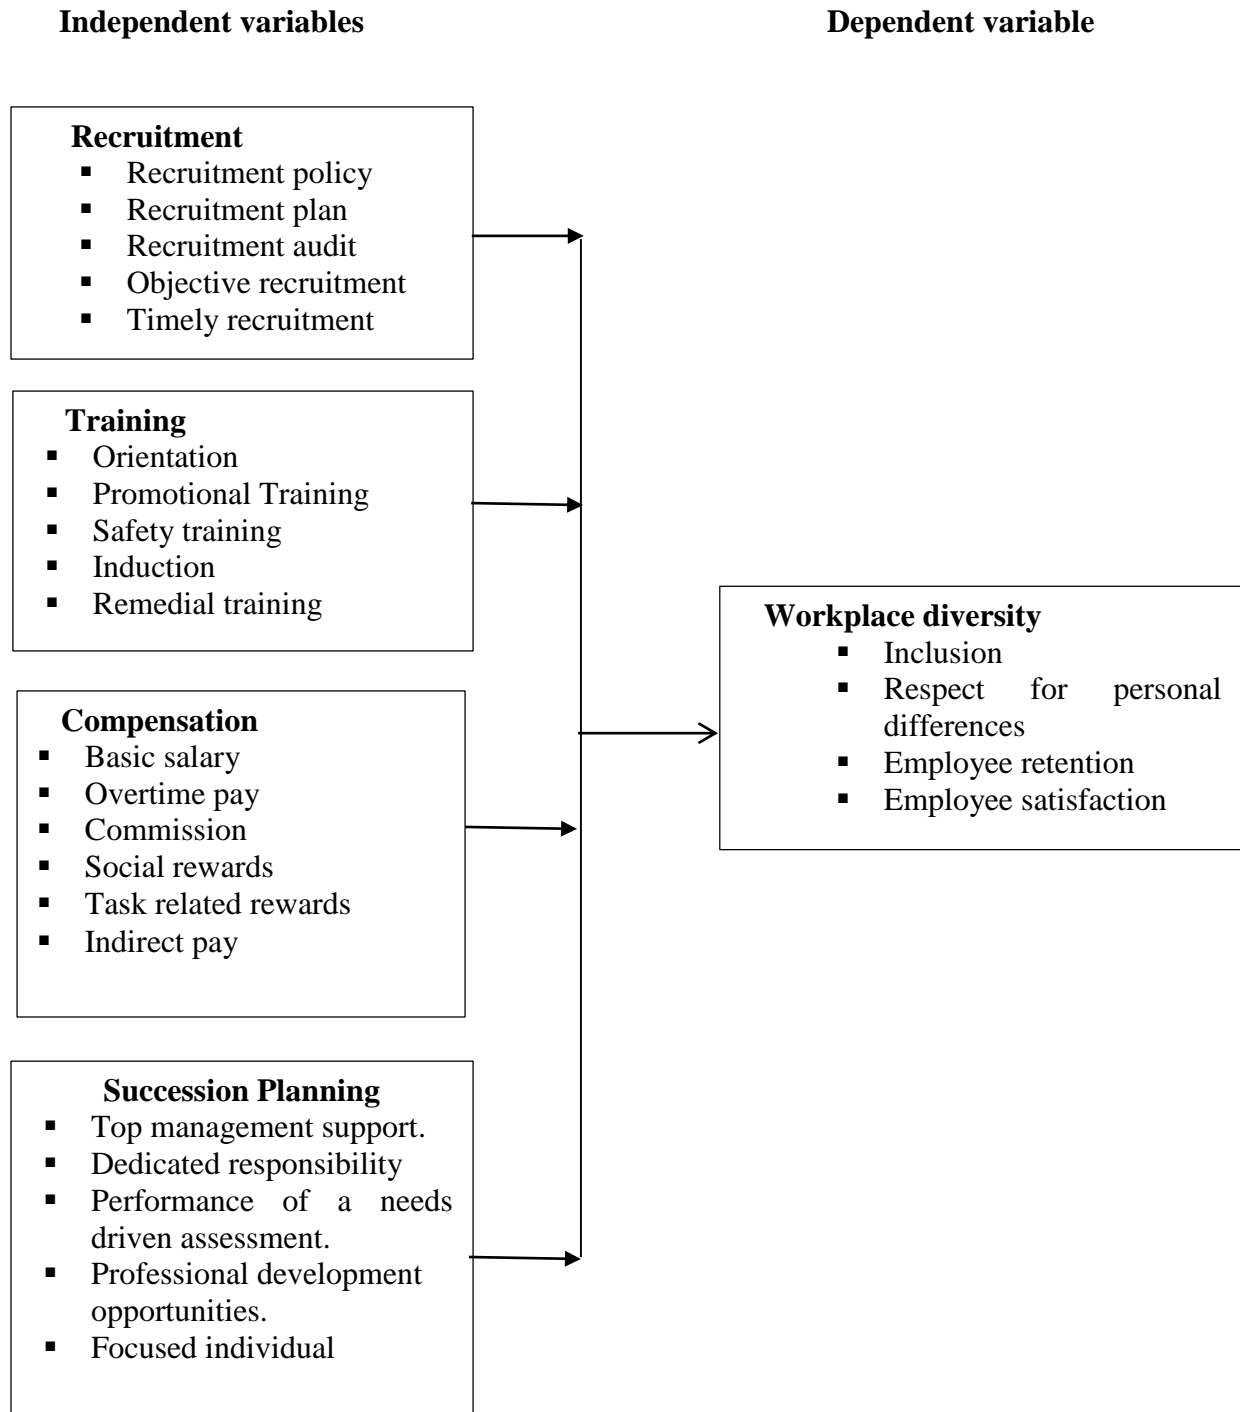 Independent variables
Dependent variable
Recruitment
▪ Recruitment policy
▪ Recruitment plan
▪ Recruitment audit
▪ Objective recruitment
▪ Timely recruitment
Training
▪ Orientation
▪ Promotional Training
▪ Safety training
▪ Induction
▪ Remedial training
Compensation
▪ Basic salary
▪ Overtime pay
▪ Commission
▪ Social rewards
▪ Task related rewards
▪ Indirect pay
Succession Planning
▪ Top management support.
▪ Dedicated responsibility
▪ Performance of a needs
driven assessment.
▪ Professional development
opportunities.
▪ Focused individual
Workplace diversity
▪ Inclusion
▪ Respect for personal
differences
▪ Employee retention
▪ Employee satisfaction